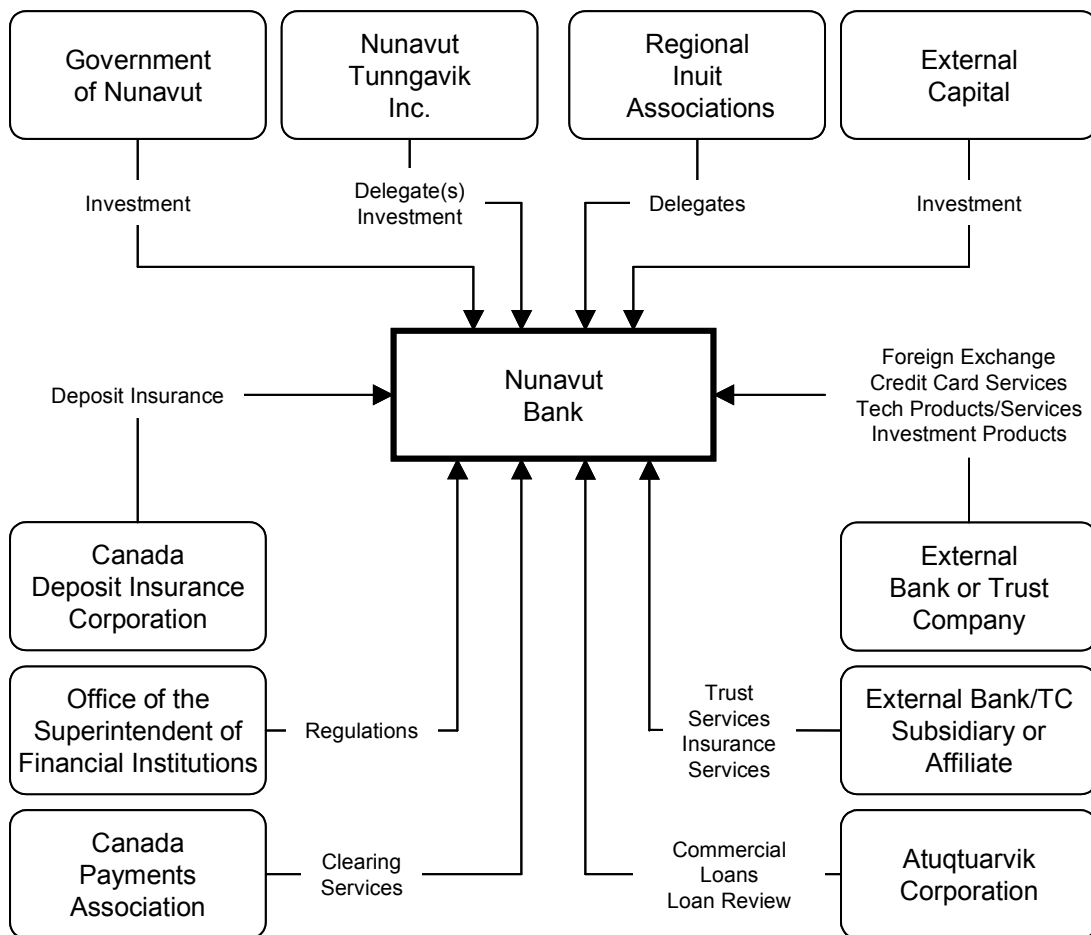 Government
of Nunavut
Nunavut
Tunngavik
Inc.
Regional
Inuit
Associations
External
Capital
Investment
Delegate(s)
Investment
Delegates
Investment
Nunavut
Bank
Deposit Insurance
Foreign Exchange
Credit Card Services
Tech Products/Services
Investment Products
Canada
Deposit Insurance
Corporation
External
Bank or Trust
Company
Office of the
Superintendent of
Financial Institutions
Regulations
Trust
Services
Insurance
Services
External Bank/TC
Subsidiary or
Affiliate
Canada
Payments
Association
Clearing
Services
Commercial
Loans
Loan Review
Atuqtuarvik
Corporation